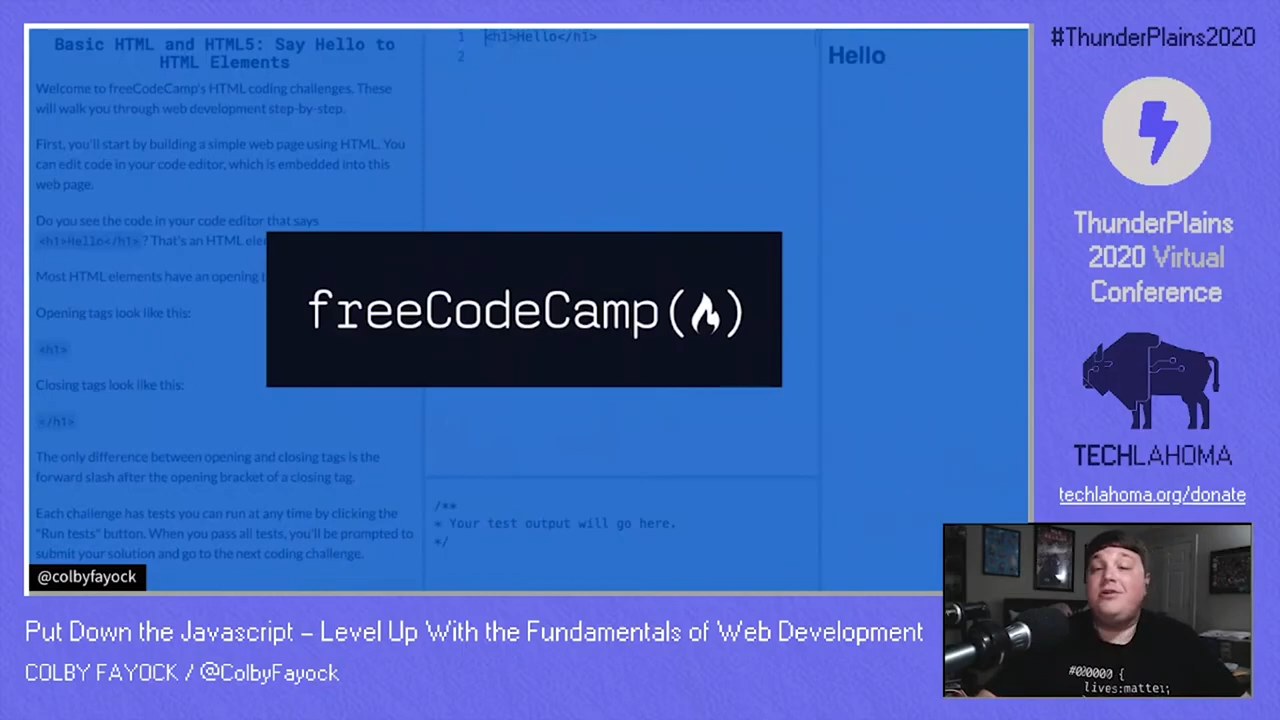 Basic HTML and HTML5: Say Hello to
HTML Elements
Welcome to freeCodeCamp's HTML coding challenges. These
will walk you through web development step-by-step.
First, you'll start by building a simple web page using HTML. You
can edit code in your code editor, which is embedded into this
web page.
Do you see the code in your code editor that says
<h1>Hello</h1> ? That's an HTML
Most HTML elements have an opening
Opening tags look like this:
<h1>
Closing tags look like this:
</h1>
The only difference between opening and closing tags is the
forward slash after the opening bracket of a closing tag.
Each challenge has tests you can run at any time by clicking the
"Run tests" button. When you pass all tests, you'll be prompted to
submit your solution and go to the next coding challenge.
@colbyfayock
1 <h1>Hello</h1>
2
/**
* Your test output will go here.
*/
Hello
freeCodeCamp(🔥)
#ThunderPlains2020
ThunderPlains
2020 Virtual
Conference
TECHLAHOMA
techlahoma.org/donate
#000000 {
lives:matter;
Put Down the Javascript – Level Up With the Fundamentals of Web Development
COLBY FAYOCK / @ColbyFayock